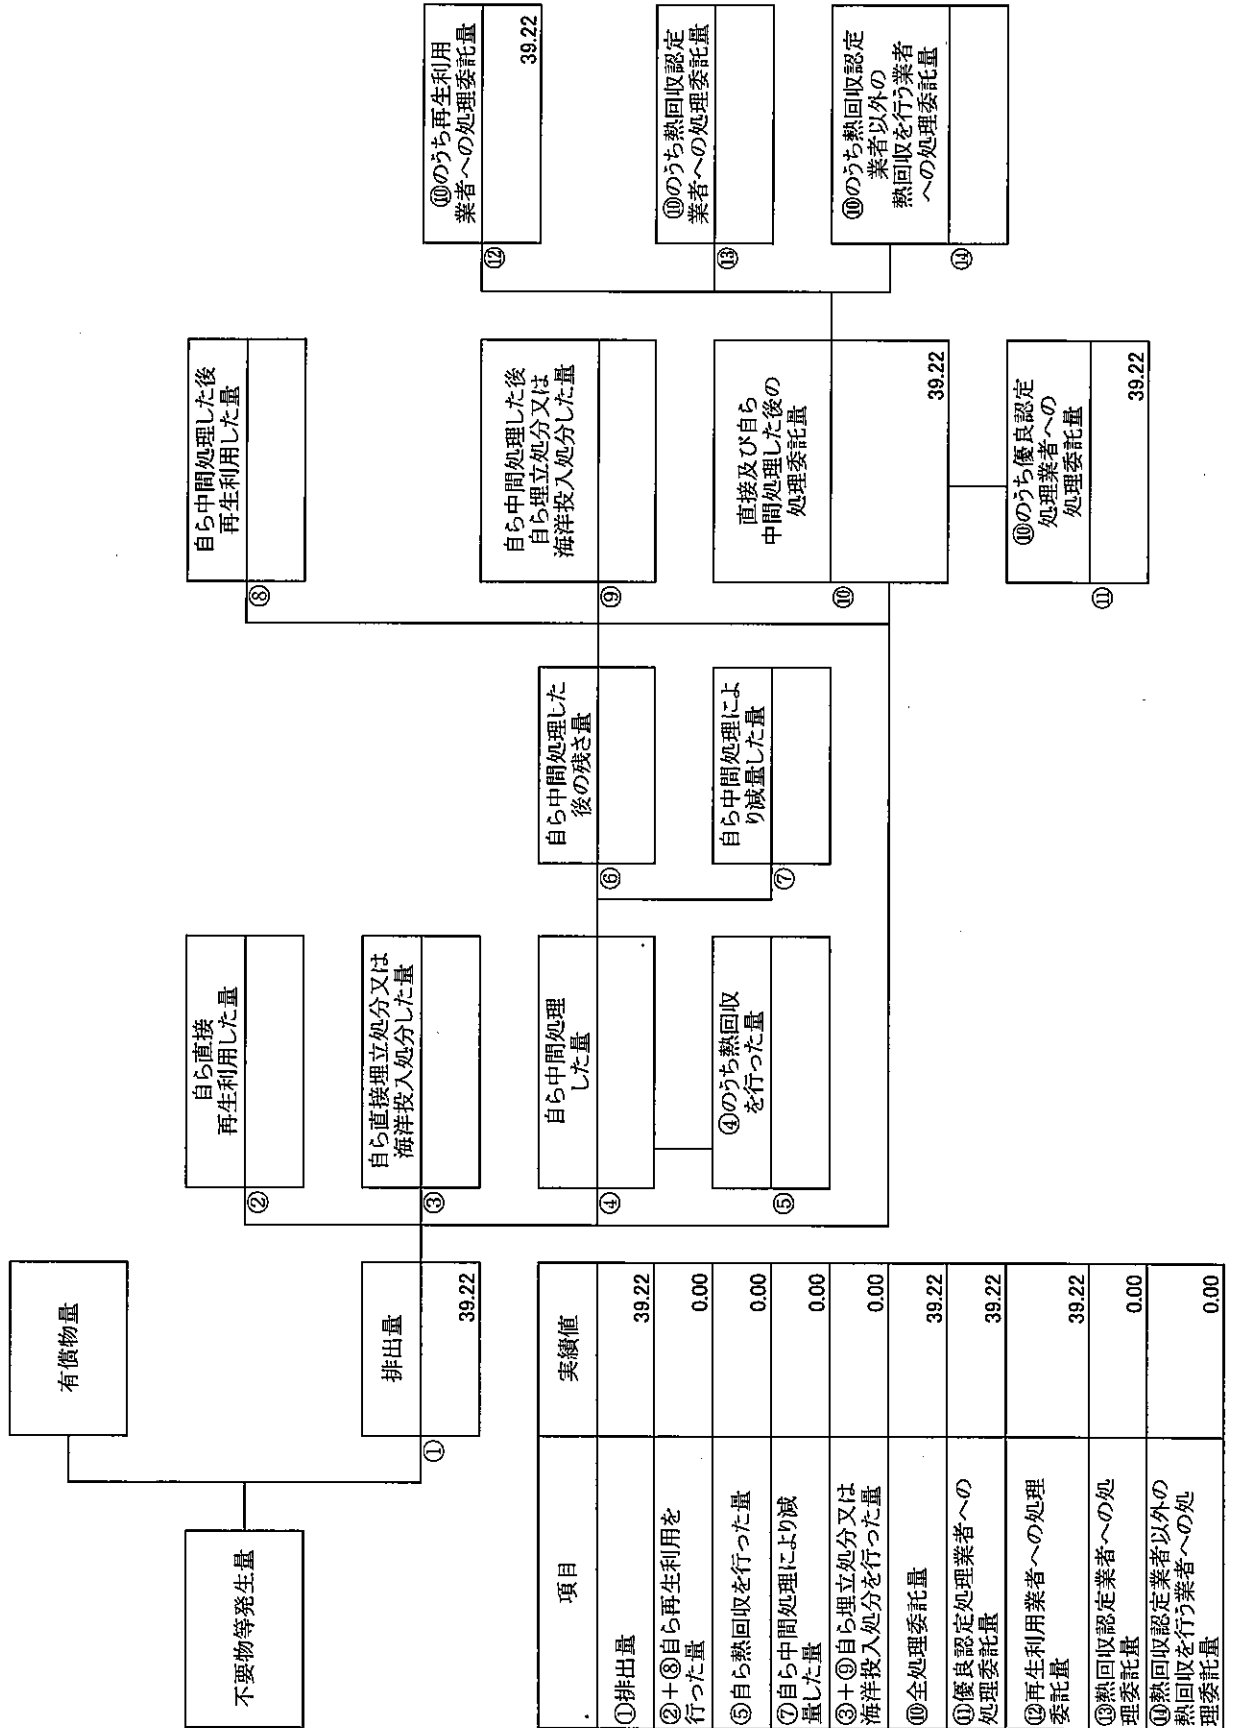 不要物等発生量
有償物量
①
排出量
39.22
②
自ら直接
再生利用した量
③
自ら直接埋立処分又は
海洋投入処分した量
④
自ら中間処理
した量
⑤
④のうち熱回収
を行った量
⑥
自ら中間処理した
後の残さ量
⑦
自ら中間処理によ
り減量した量
⑧
自ら中間処理した後
再生利用した量
⑨
自ら中間処理した後
自ら埋立処分又は
海洋投入処分した量
⑩
直接及び自ら
中間処理した後の
処理委託量
39.22
⑪
⑩のうち優良認定
処理業者への
処理委託量
39.22
⑫
⑩のうち再生利用
業者への処理委託量
39.22
⑬
⑩のうち熱回収認定
業者への処理委託量
⑭
⑩のうち熱回収認定
業者以外の
熱回収を行う業者
への処理委託量
項目
実績値
①排出量
39.22
②+⑧自ら再生利用を
行った量
0.00
⑤自ら熱回収を行った量
0.00
⑦自ら中間処理により減
量した量
0.00
③+⑨自ら埋立処分又は
海洋投入処分を行った量
0.00
⑩全処理委託量
39.22
⑪優良認定処理業者への
処理委託量
39.22
⑫再生利用業者への処理
委託量
39.22
⑬熱回収認定業者への処
理委託量
0.00
⑭熱回収認定業者以外の
熱回収を行う業者への処
理委託量
0.00